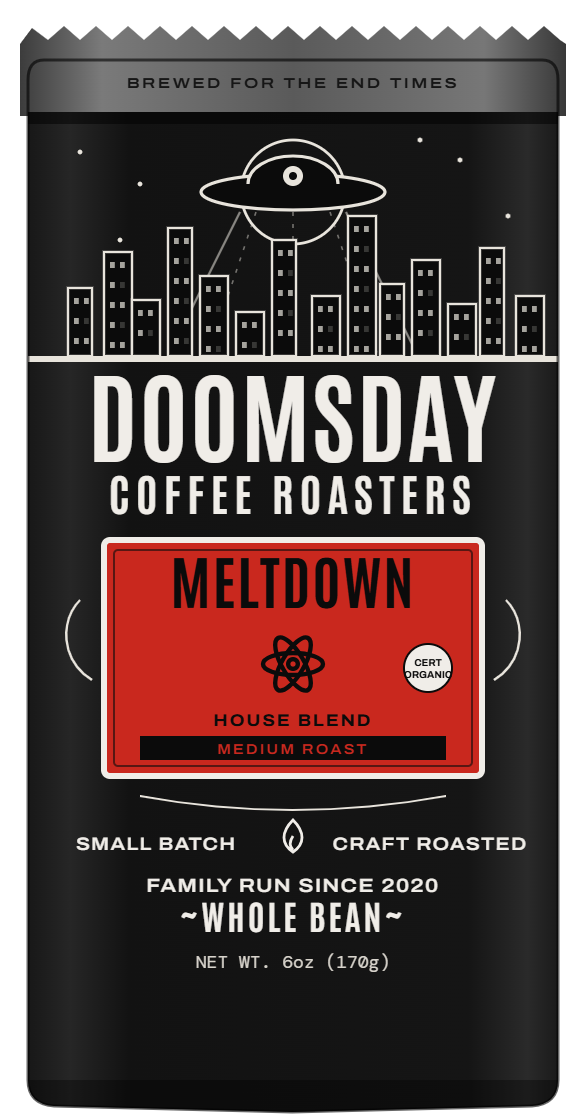 BREWED FOR THE END TIMES
DOOMSDAY
COFFEE ROASTERS
MELTDOWN
CERT
ORGANIC
HOUSE BLEND
MEDIUM ROAST
SMALL BATCH CRAFT ROASTED
FAMILY RUN SINCE 2020
~WHOLE BEAN~
NET WT. 6oz (170g)